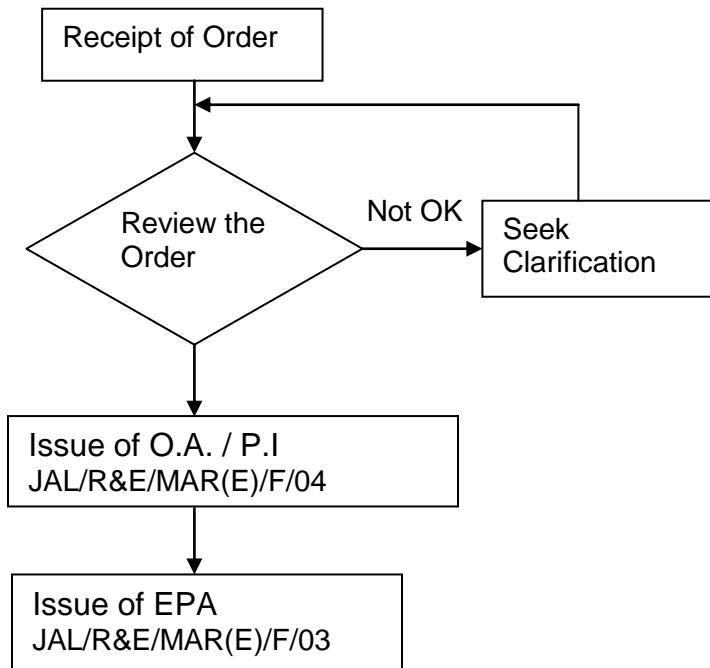 Receipt of Order
Review the
Order
Not OK
Seek
Clarification
Issue of O.A. / P.I
JAL/R&E/MAR(E)/F/04
Issue of EPA
JAL/R&E/MAR(E)/F/03